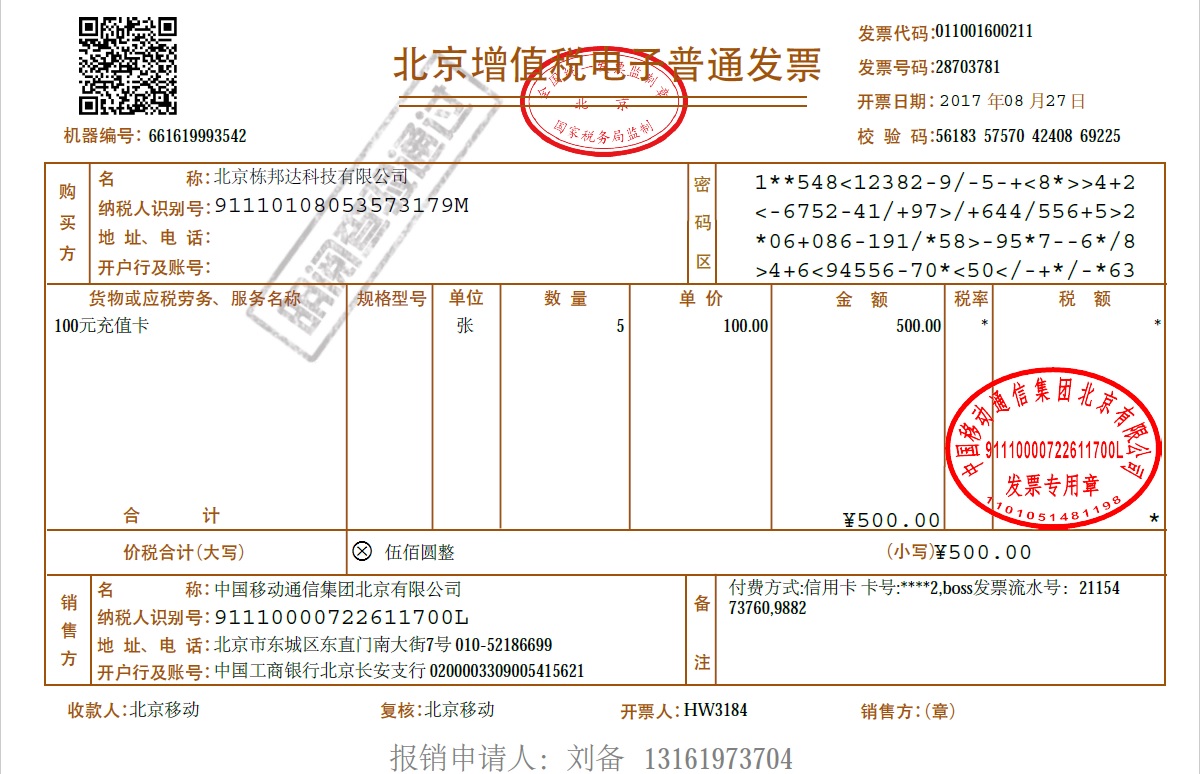 北京增值税电子普通发票
发票代码:011001600211
发票号码:28703781
开票日期:2017 年08 月27 日
校 验 码:56183 57570 42408 69225
机器编号: 661619993542
全国统一发票监制章
北 京
国家税务局监制
购买方
名 称:北京栋邦达科技有限公司
纳税人识别号:91110108053573179M
地 址、电 话:
开户行及账号:
密码区
1**548<12382-9/-5-+<8*>>4+2
<-6752-41/+97>/+644/556+5>2
*06+086-191/*58>-95*7--6*/8
>4+6<94556-70*<50</-+*/-*63
货物或应税劳务、服务名称 规格型号 单位 数 量 单 价 金 额 税率 税 额
100元充值卡 张 5 100.00 500.00 * *
中国移动通信集团北京有限公司
91110000722611700L
发票专用章
1101051481198
合 计 ¥500.00 *
价税合计(大写) ⊗ 伍佰圆整 (小写)¥500.00
销售方
名 称:中国移动通信集团北京有限公司
纳税人识别号:91110000722611700L
地 址、电 话:北京市东城区东直门南大街7号 010-52186699
开户行及账号:中国工商银行北京长安支行 0200003309005415621
备注
付费方式:信用卡 卡号:****2,boss发票流水号: 21154
73760,9882
收款人:北京移动 复核:北京移动 开票人:HW3184 销售方:(章)
报销申请人: 刘备 13161973704